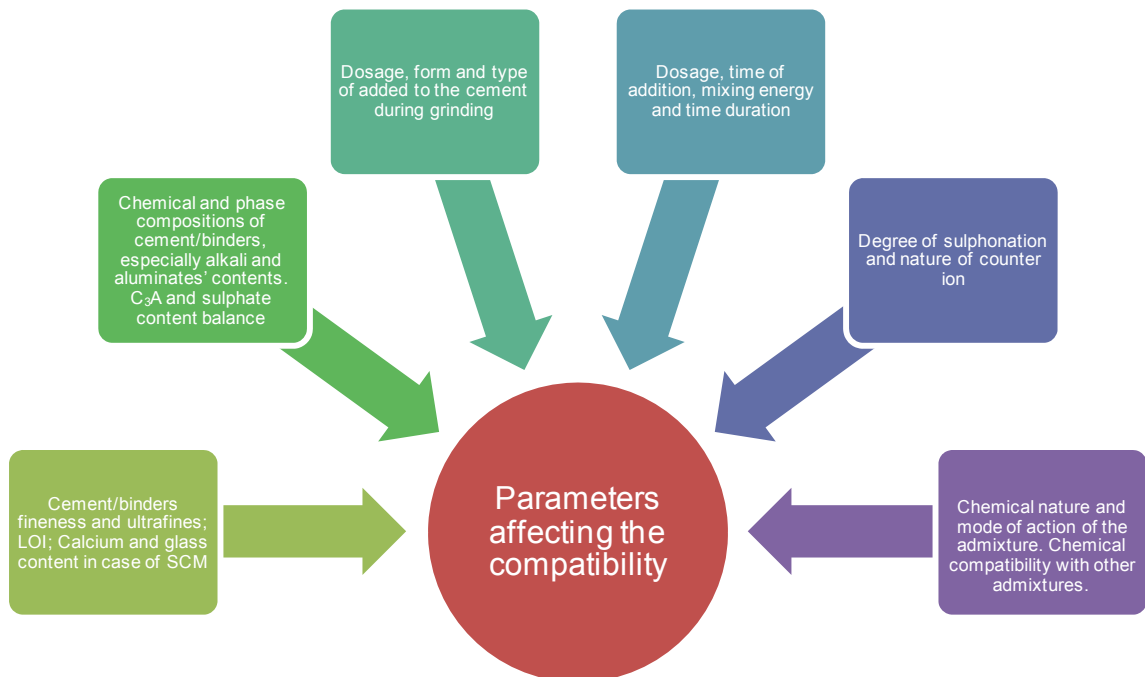 Dosage, form and type
of added to the cement
during grinding
Dosage, time of
addition, mixing energy
and time duration
Chemical and phase
compositions of
cement/binders,
especially alkali and
aluminates’ contents.
C₃A and sulphate
content balance
Degree of sulphonation
and nature of counter
ion
Cement/binders
fineness and ultrafines;
LOI; Calcium and glass
content in case of SCM
Parameters
affecting the
compatibility
Chemical nature and
mode of action of the
admixture. Chemical
compatibility with other
admixtures.